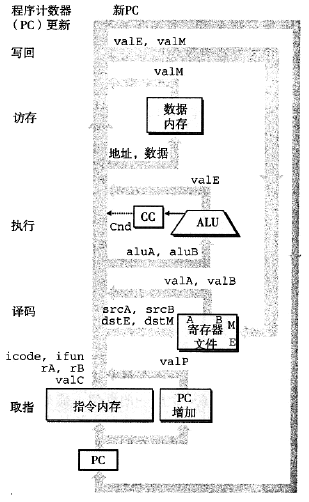 程序计数器 新PC
（PC）更新
写回
valE, valM
valM
访存
数据
内存
地址，数据
valE
执行
CC
ALU
Cnd
aluA, aluB
valA, valB
译码
srcA, srcB
dstE, dstM
A B M
寄存器
文件 E
icode, ifun
rA, rB
valC
valP
取指
指令内存
PC
增加
PC